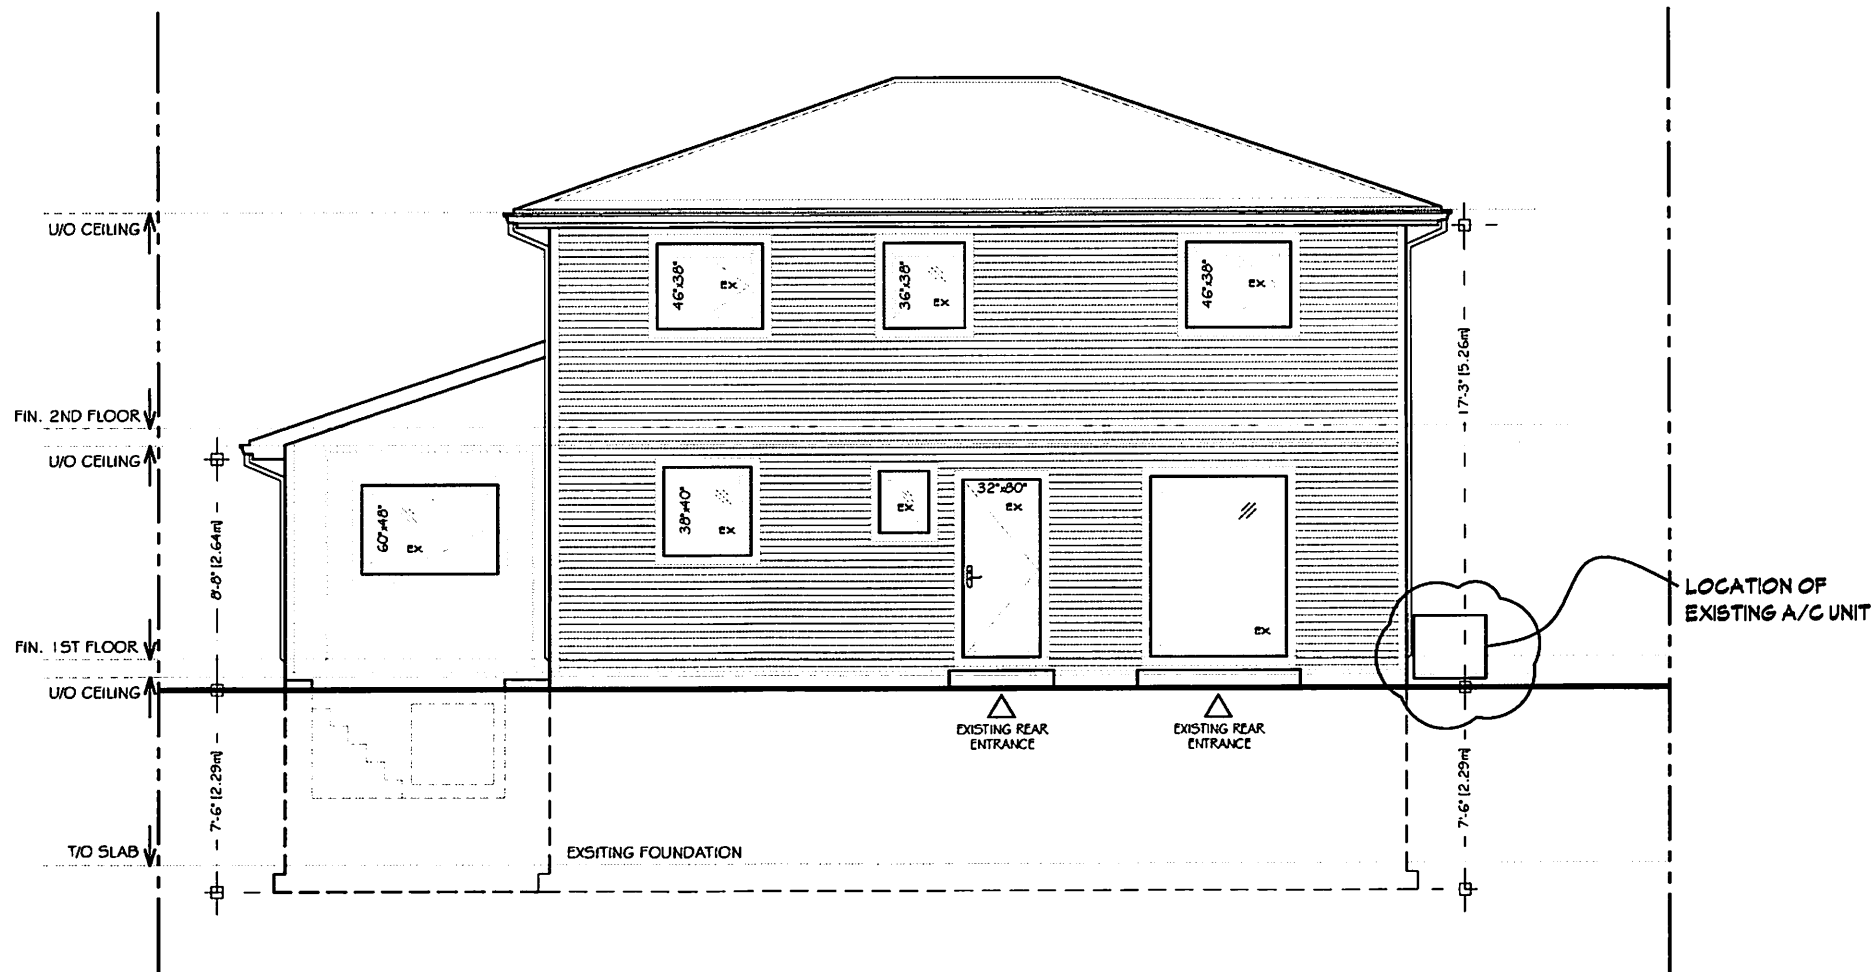 U/O CEILING
46"x38"
EX
36"x38"
EX
46"x38"
EX
17'-3" [5.26m]
FIN. 2ND FLOOR
U/O CEILING
8'-8" [2.64m]
60"x48"
EX
38"x40"
EX
EX
32"x80"
EX
EX
LOCATION OF
EXISTING A/C UNIT
FIN. 1ST FLOOR
U/O CEILING
EXISTING REAR
ENTRANCE
EXISTING REAR
ENTRANCE
7'-6" [2.29m]
7'-6" [2.29m]
T/O SLAB
EXSITING FOUNDATION